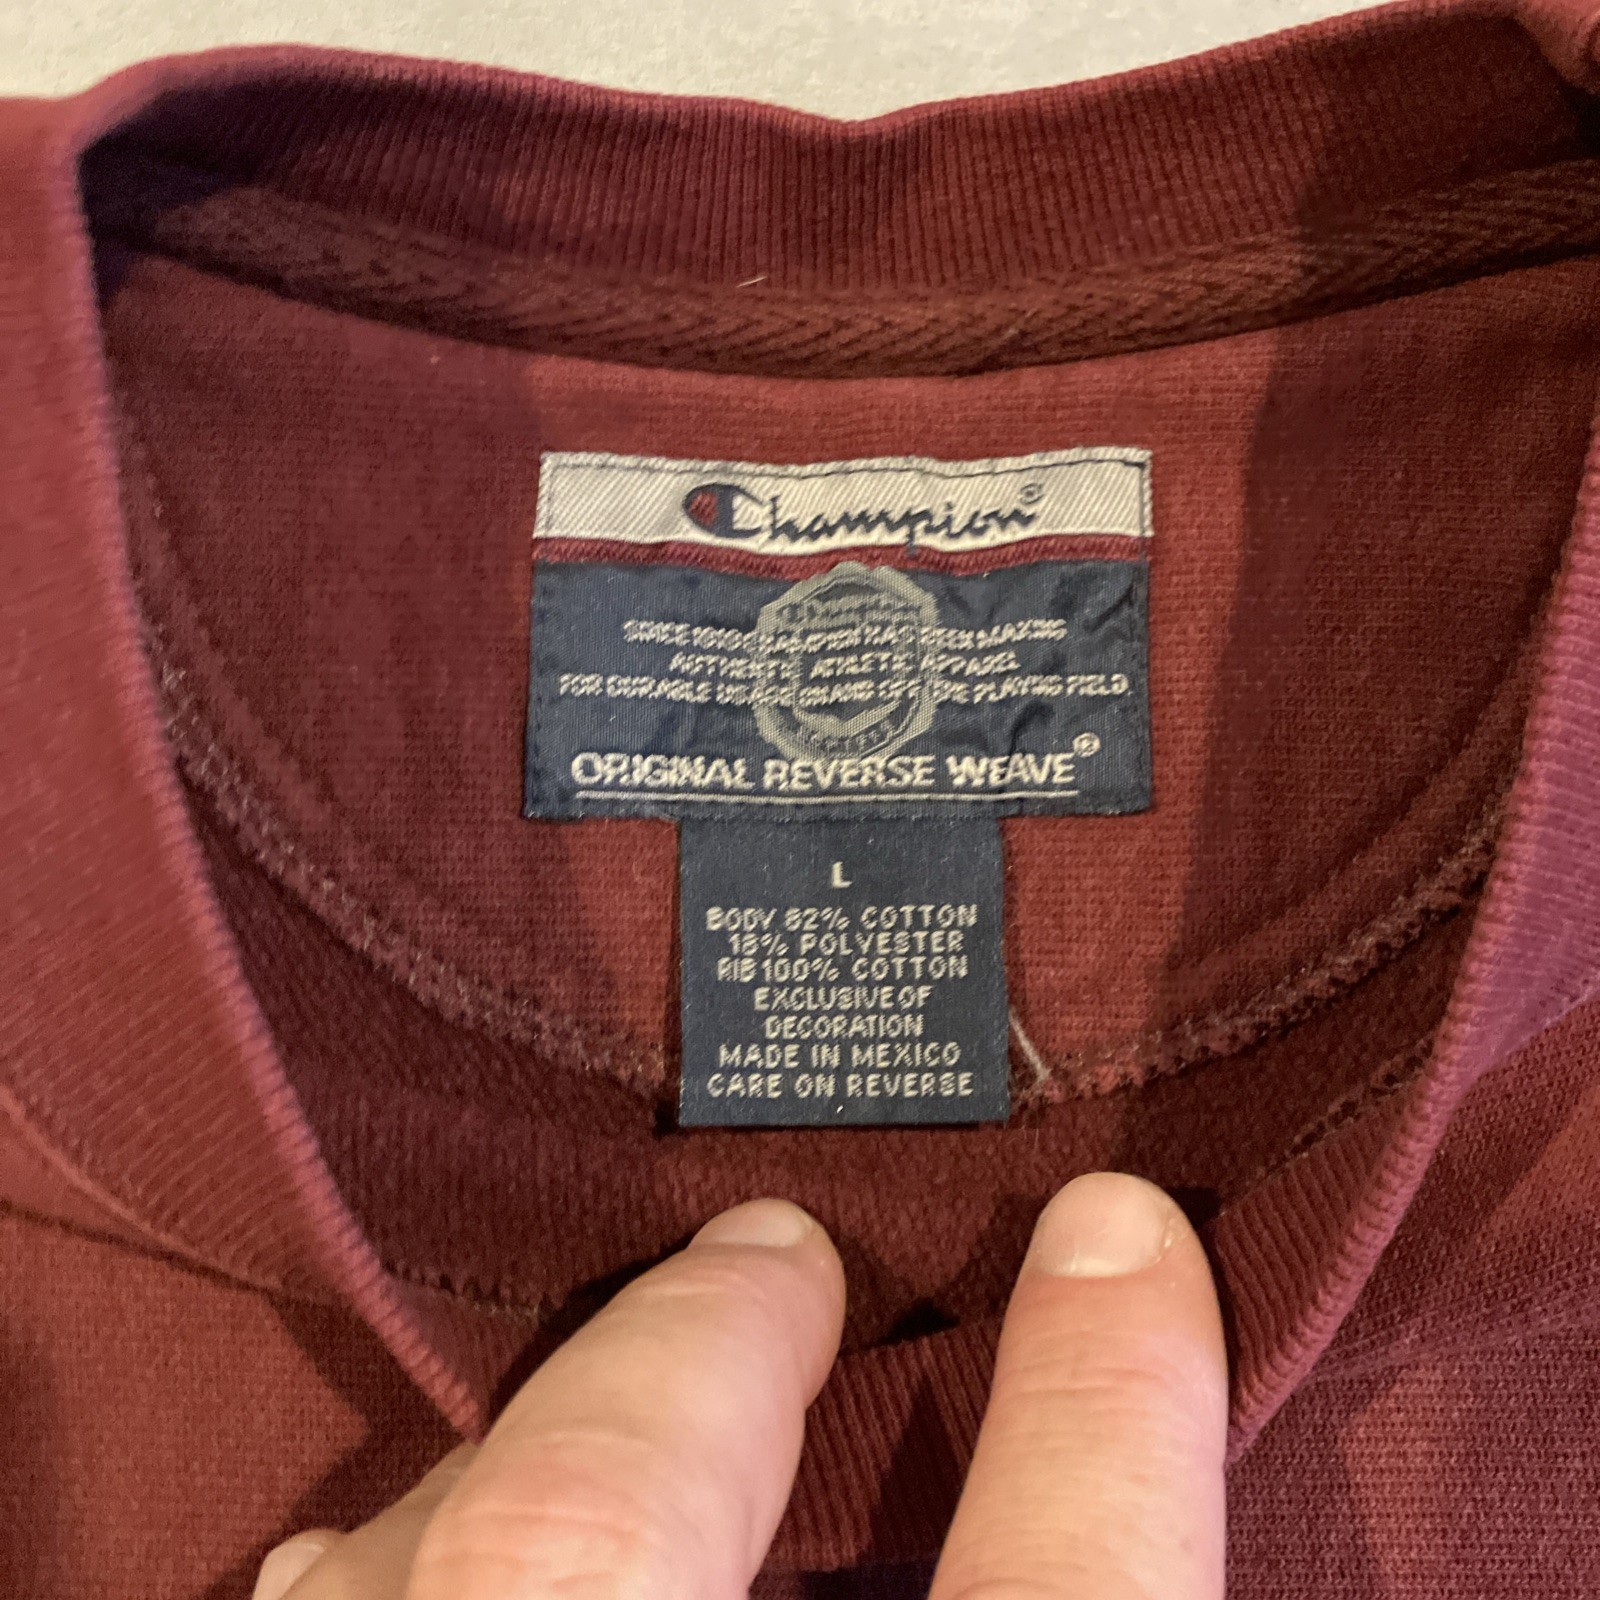 Champion®
SINCE 1919 CHAMPION HAS BEEN MAKING
AUTHENTIC ATHLETIC APPAREL
FOR DURABLE USAGE ON AND OFF THE PLAYING FIELD.
ORIGINAL REVERSE WEAVE®
L
BODY 82% COTTON
18% POLYESTER
RIB 100% COTTON
EXCLUSIVE OF
DECORATION
MADE IN MEXICO
CARE ON REVERSE